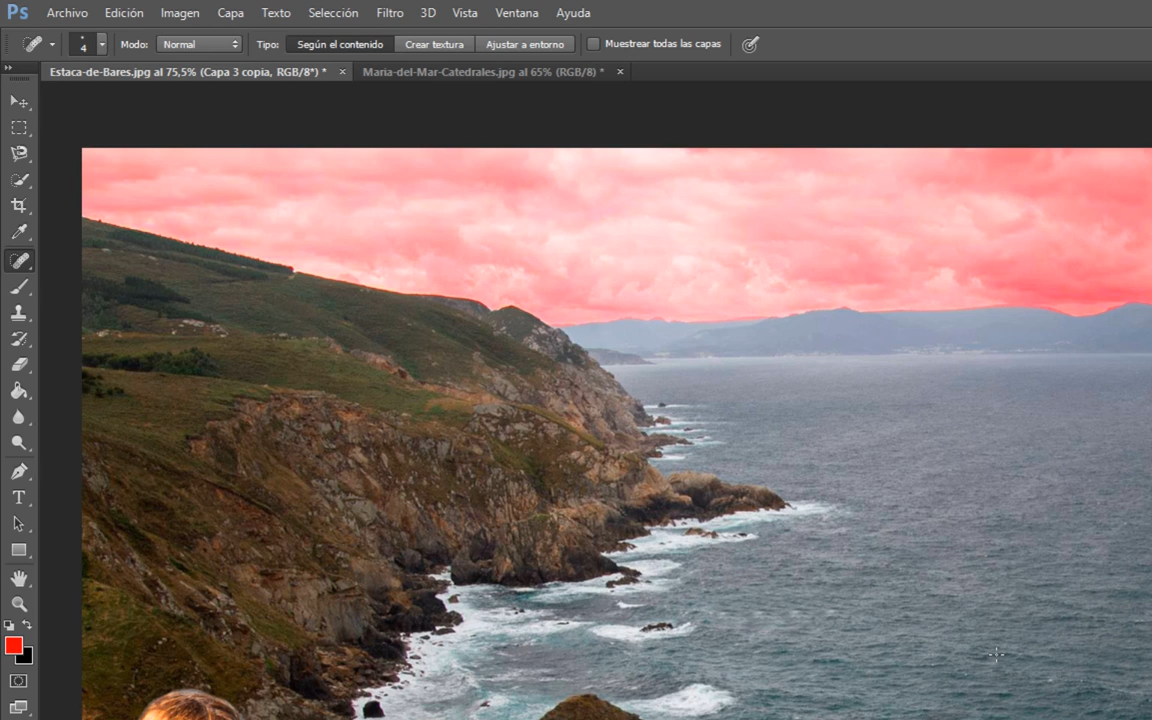 Ps Archivo Edición Imagen Capa Texto Selección Filtro 3D Vista Ventana Ayuda
4 Modo: Normal Tipo: Según el contenido Crear textura Ajustar a entorno Muestrear todas las capas
Estaca-de-Bares.jpg al 75,5% (Capa 3 copia, RGB/8*) * × Maria-del-Mar-Catedrales.jpg al 65% (RGB/8) * ×
T